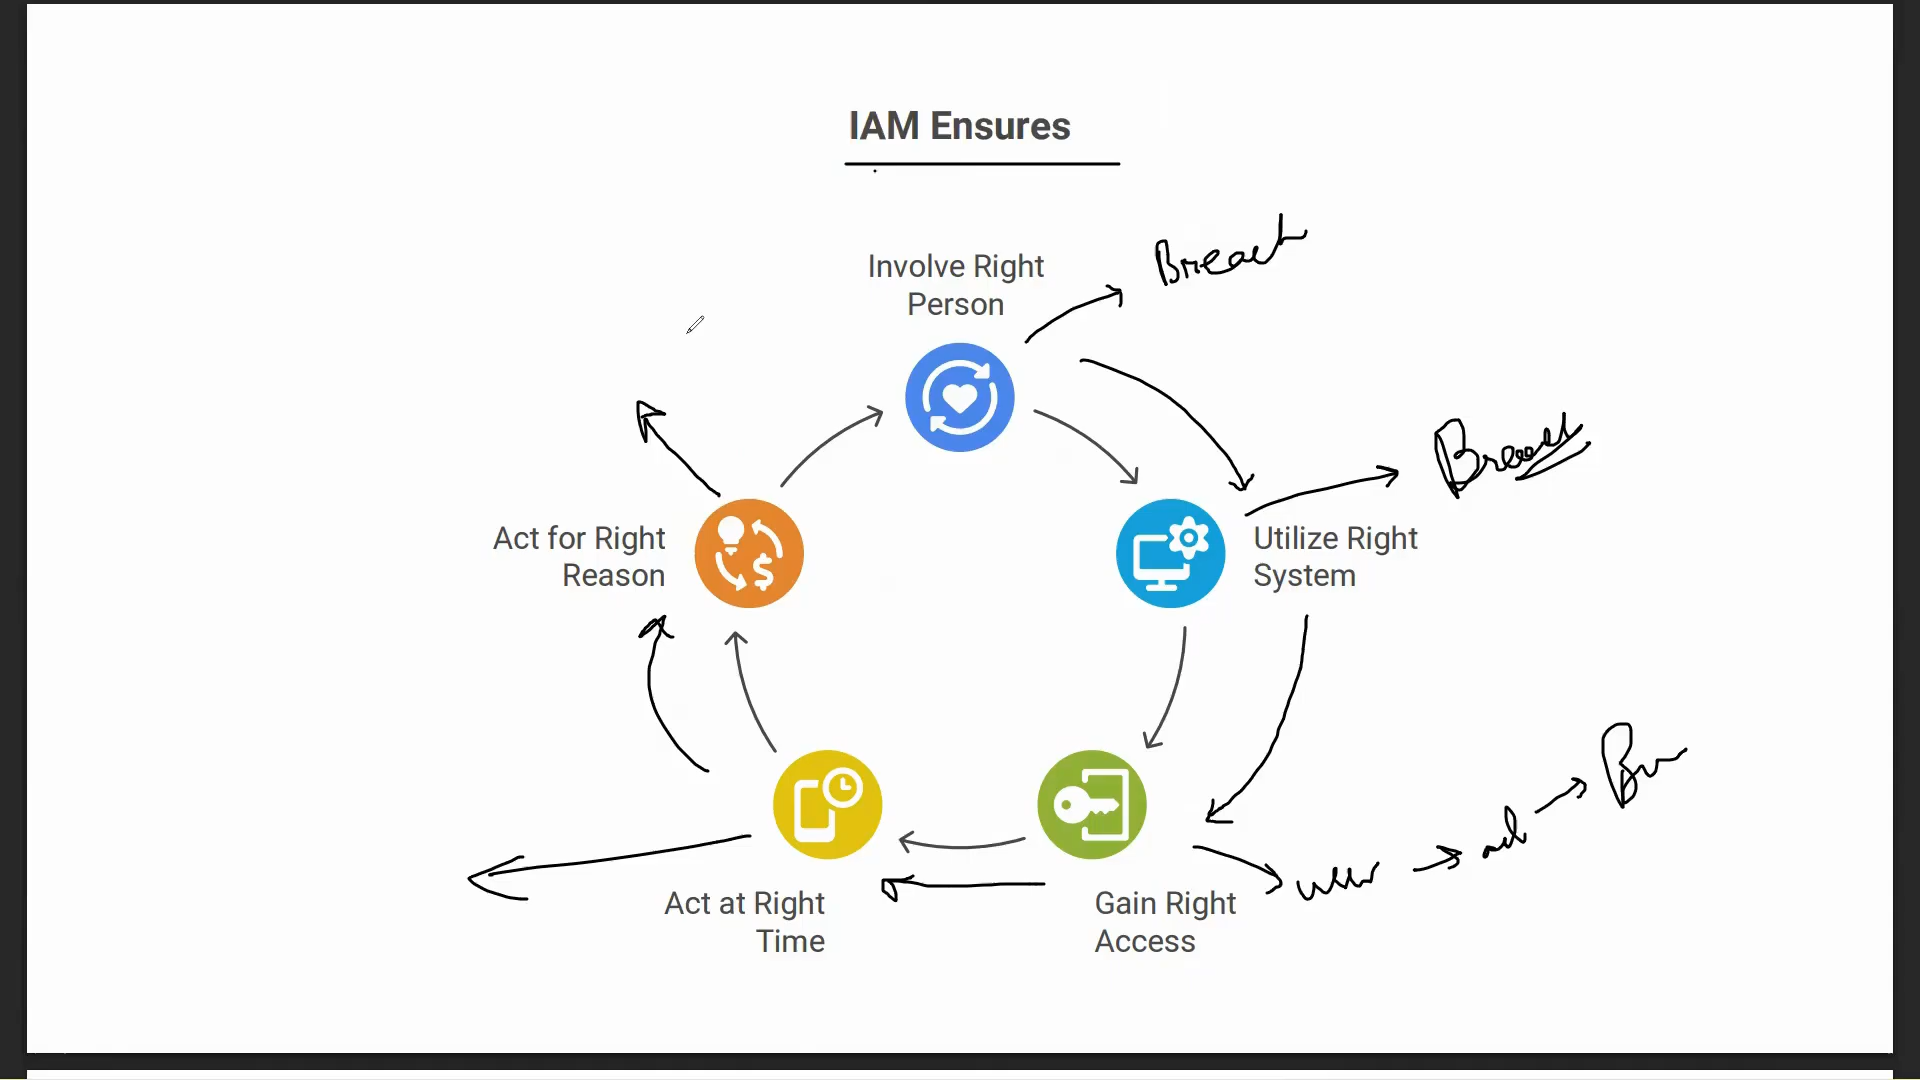 IAM Ensures
Involve Right
Person
Breach
Act for Right
Reason
Utilize Right
System
Breach
Act at Right
Time
Gain Right
Access
user